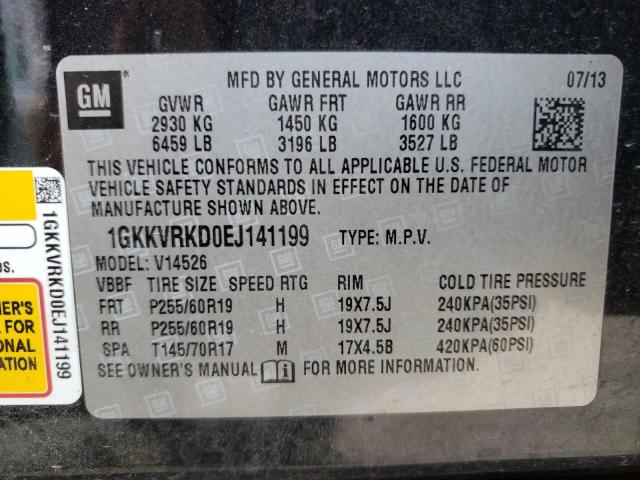 GM
MFD BY GENERAL MOTORS LLC 07/13
GVWR GAWR FRT GAWR RR
2930 KG 1450 KG 1600 KG
6459 LB 3196 LB 3527 LB
THIS VEHICLE CONFORMS TO ALL APPLICABLE U.S. FEDERAL MOTOR
VEHICLE SAFETY STANDARDS IN EFFECT ON THE DATE OF
MANUFACTURE SHOWN ABOVE.
1GKKVRKD0EJ141199 TYPE: M.P.V.
MODEL: V14526
VBBF TIRE SIZE SPEED RTG RIM COLD TIRE PRESSURE
FRT P255/60R19 H 19X7.5J 240KPA(35PSI)
RR P255/60R19 H 19X7.5J 240KPA(35PSI)
SPA T145/70R17 M 17X4.5B 420KPA(60PSI)
SEE OWNER'S MANUAL
1GKKVRKD0EJ141199
FOR